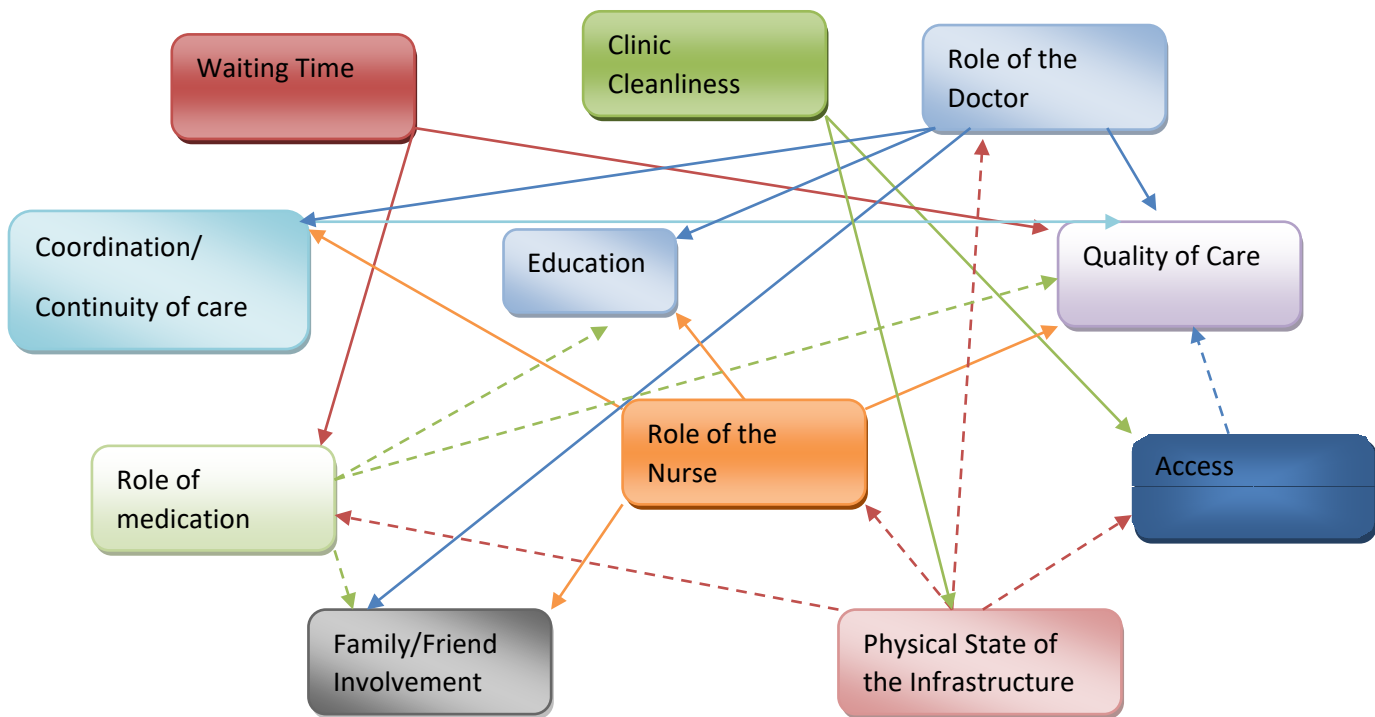 Waiting Time
Clinic
Cleanliness
Role of the
Doctor
Coordination/
Continuity of care
Education
Quality of Care
Role of
medication
Role of the
Nurse
Access
Family/Friend
Involvement
Physical State of
the Infrastructure